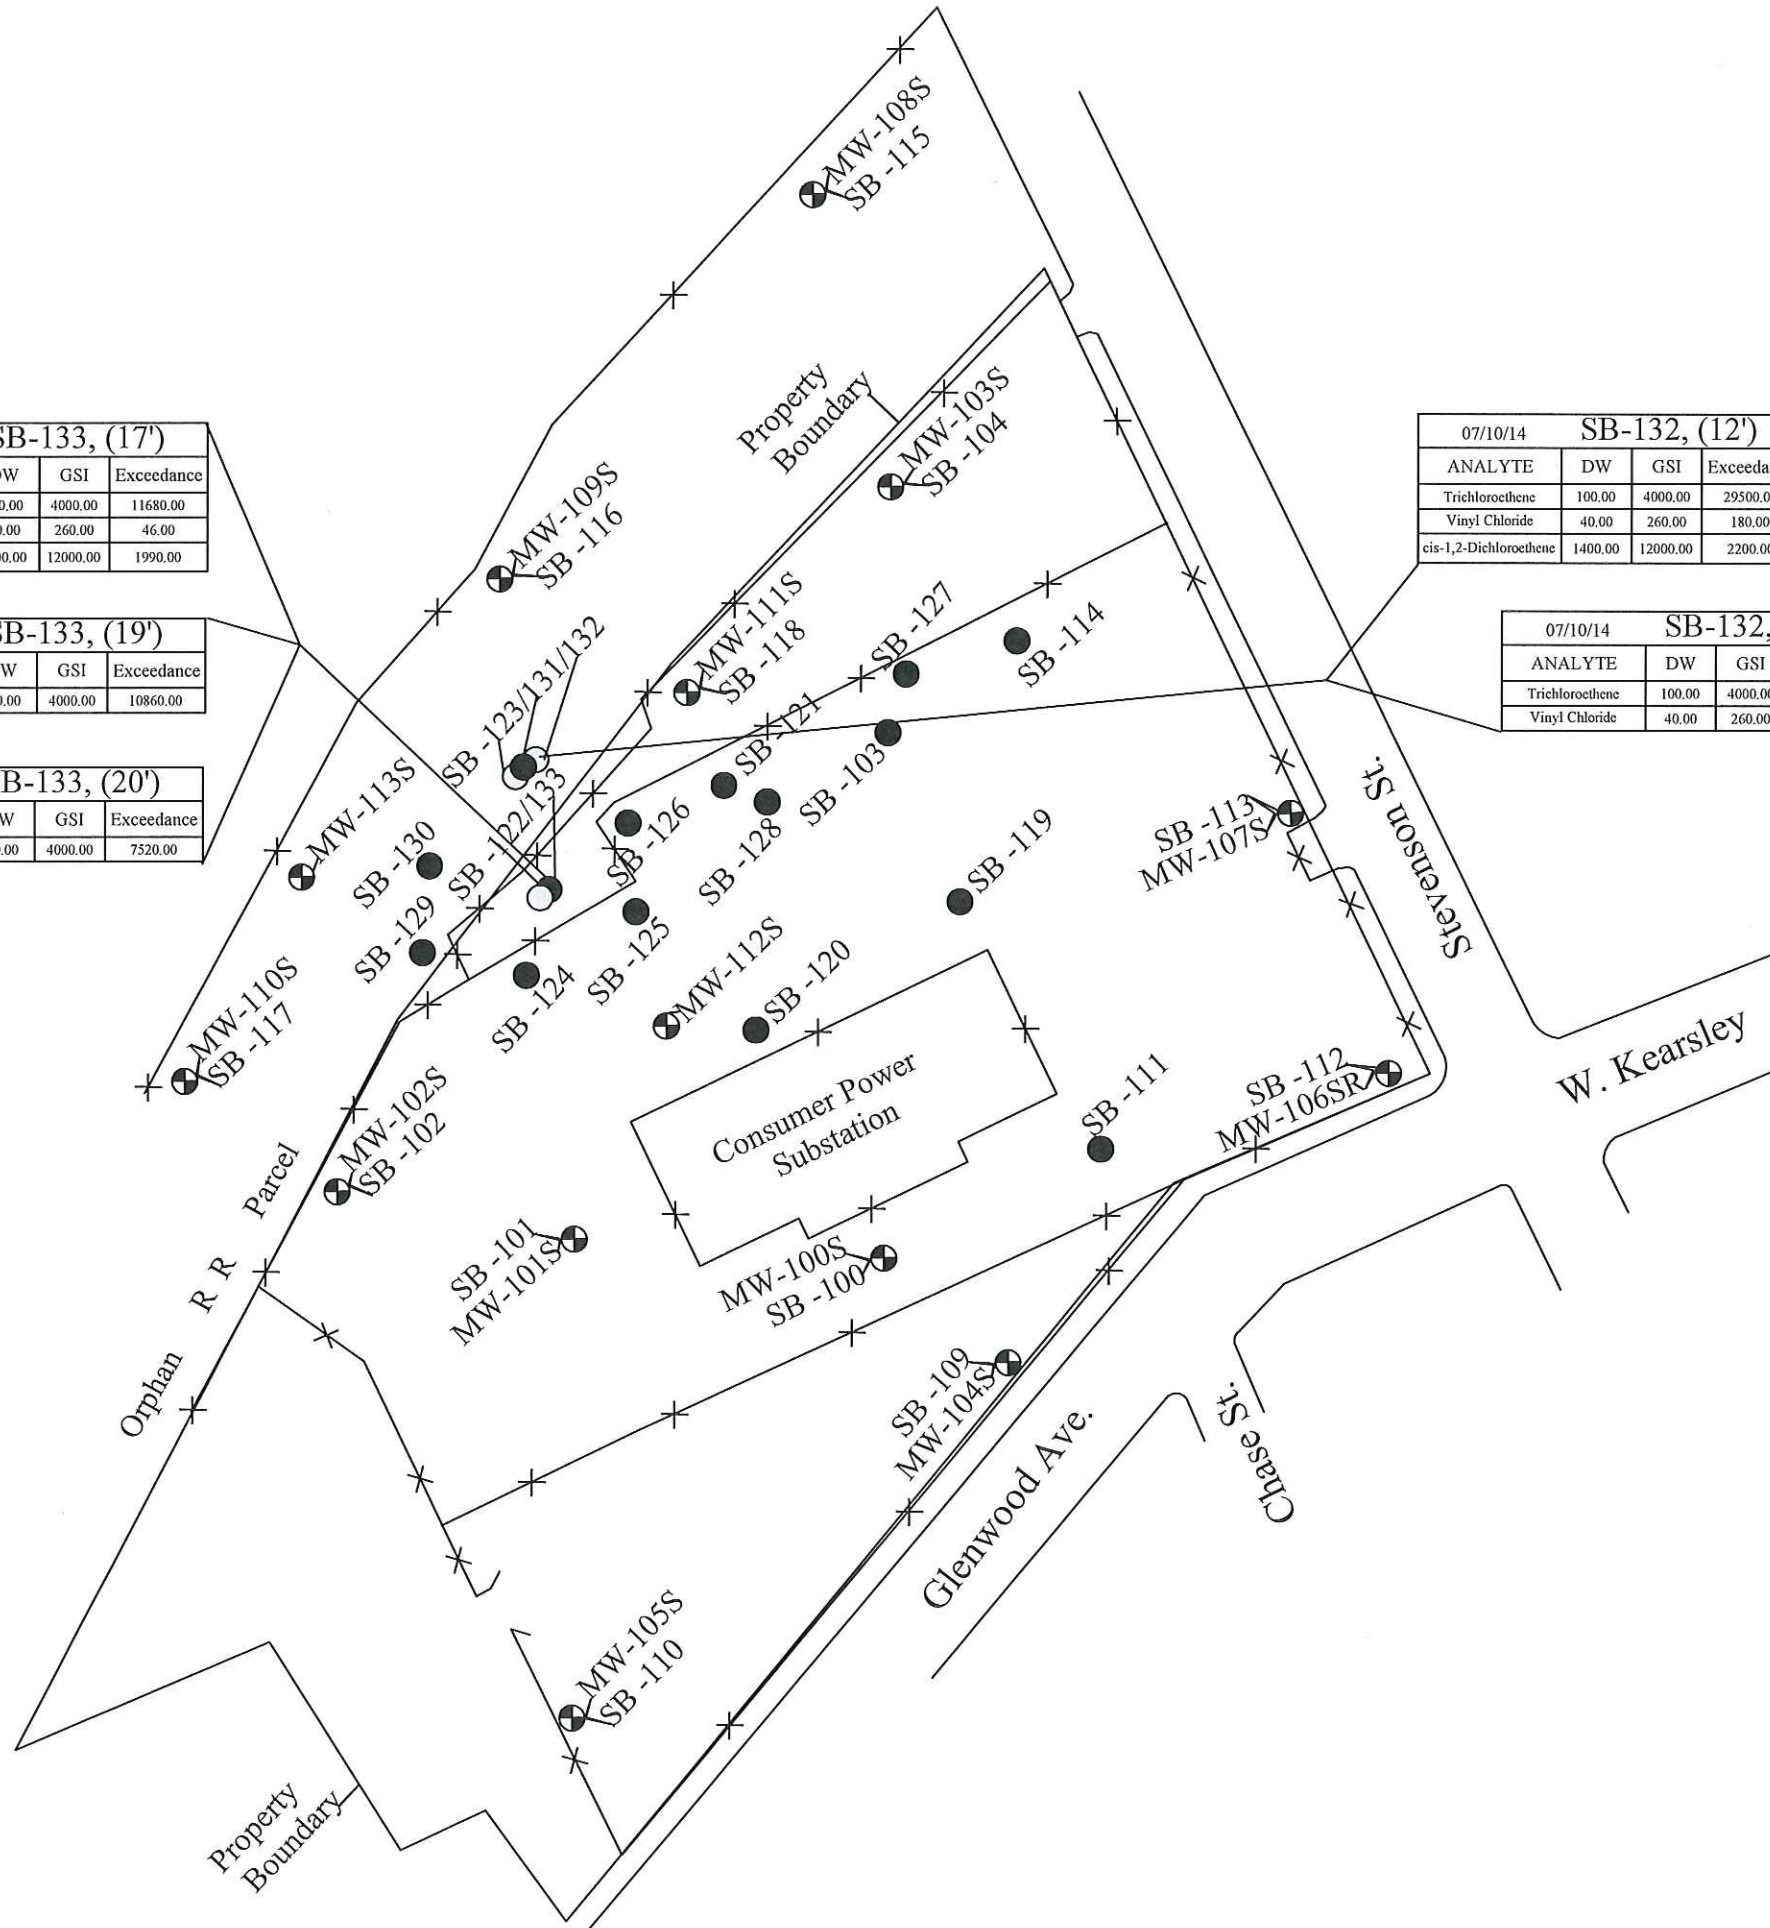 MW-108S
SB -115
Property
Boundary
MW-103S
SB -104
SB-133, (17')
GSI Exceedance
4000.00 11680.00
260.00 46.00
12000.00 1990.00
07/10/14 SB-132, (12')
ANALYTE DW GSI
Trichloroethene 100.00 4000.00
Vinyl Chloride 40.00 260.00 180.00
cis-1,2-Dichloroethene 1400.00 12000.00
MW-109S
SB -116
SB-133, (19')
GSI Exceedance
4000.00 10860.00
07/10/14 SB-132,
ANALYTE DW GSI
Trichloroethene 100.00 4000.00
Vinyl Chloride 40.00 260.00
MW-111S
SB -118
SB -127
SB -114
SB -123/131/132
SB -121
SB-133, (20')
GSI Exceedance
4000.00 7520.00
MW-113S
SB -130
SB -122/133
SB -126
SB -128
SB -103
SB -119
SB -113
MW-107S
Stevenson St.
SB -129
SB -124
SB -125
MW-112S
SB -120
MW-110S
SB -117
Consumer Power
Substation
SB -111
SB -112
MW-106SR
W. Kearsley
MW-102S
SB -102
Orphan R R Parcel
SB -101
MW-101S
MW-100S
SB -100
SB -109
MW-104S
Glenwood Ave.
Chase St.
MW-105S
SB -110
Property
Boundary